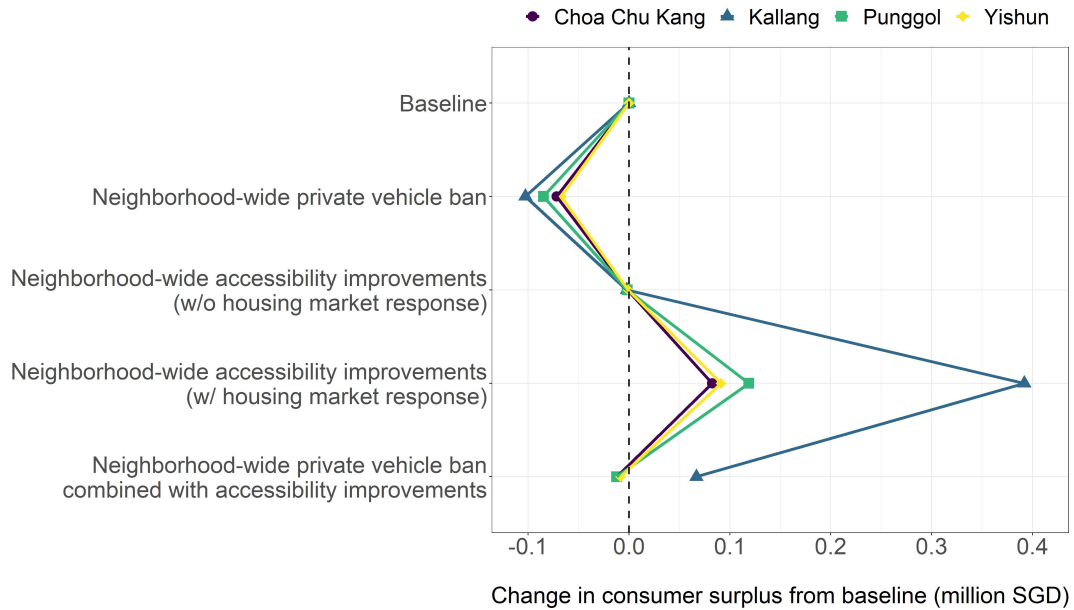 Choa Chu Kang Kallang Punggol Yishun
Baseline
Neighborhood-wide private vehicle ban
Neighborhood-wide accessibility improvements
(w/o housing market response)
Neighborhood-wide accessibility improvements
(w/ housing market response)
Neighborhood-wide private vehicle ban
combined with accessibility improvements
-0.1 0.0 0.1 0.2 0.3 0.4
Change in consumer surplus from baseline (million SGD)